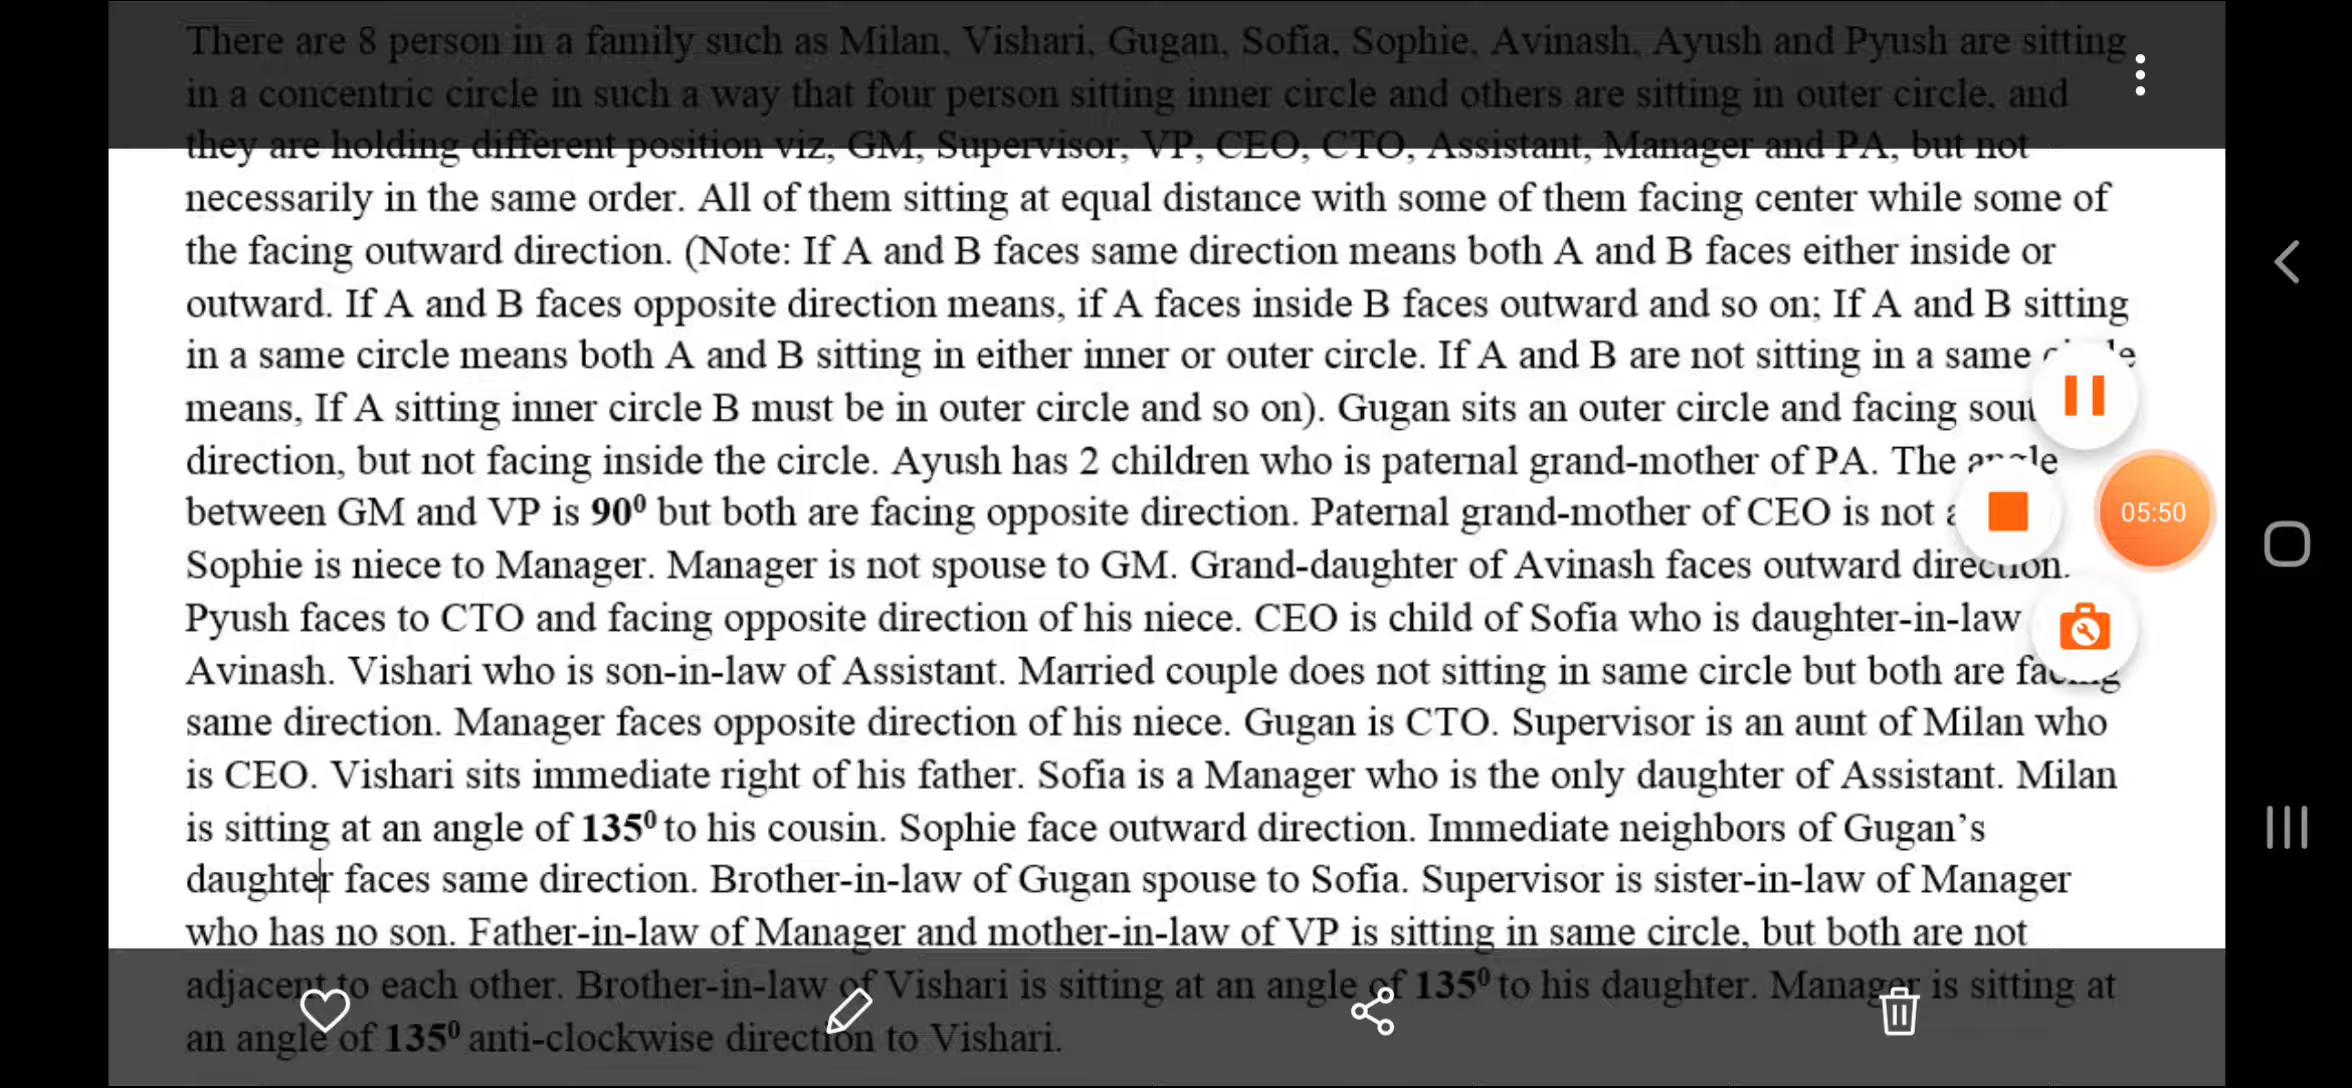 There are 8 person in a family such as Milan, Vishari, Gugan, Sofia, Sophie, Avinash, Ayush and Pyush are sitting
in a concentric circle in such a way that four person sitting inner circle and others are sitting in outer circle. and
they are holding different position viz, GM, Supervisor, VP, CEO, CTO, Assistant, Manager and PA, but not
necessarily in the same order. All of them sitting at equal distance with some of them facing center while some of
the facing outward direction. (Note: If A and B faces same direction means both A and B faces either inside or
outward. If A and B faces opposite direction means, if A faces inside B faces outward and so on; If A and B sitting
in a same circle means both A and B sitting in either inner or outer circle. If A and B are not sitting in a same
means, If A sitting inner circle B must be in outer circle and so on). Gugan sits an outer circle and facing
direction, but not facing inside the circle. Ayush has 2 children who is paternal grand-mother of PA. The angle
between GM and VP is 90⁰ but both are facing opposite direction. Paternal grand-mother of CEO is not
05:50
Sophie is niece to Manager. Manager is not spouse to GM. Grand-daughter of Avinash faces outward direction.
Pyush faces to CTO and facing opposite direction of his niece. CEO is child of Sofia who is daughter-in-law
Avinash. Vishari who is son-in-law of Assistant. Married couple does not sitting in same circle but both are facing
same direction. Manager faces opposite direction of his niece. Gugan is CTO. Supervisor is an aunt of Milan who
is CEO. Vishari sits immediate right of his father. Sofia is a Manager who is the only daughter of Assistant. Milan
is sitting at an angle of 135⁰ to his cousin. Sophie face outward direction. Immediate neighbors of Gugan's
daughter faces same direction. Brother-in-law of Gugan spouse to Sofia. Supervisor is sister-in-law of Manager
who has no son. Father-in-law of Manager and mother-in-law of VP is sitting in same circle, but both are not
adjacent to each other. Brother-in-law of Vishari is sitting at an angle of 135⁰ to his daughter. Manager is sitting at
an angle of 135⁰ anti-clockwise direction to Vishari.